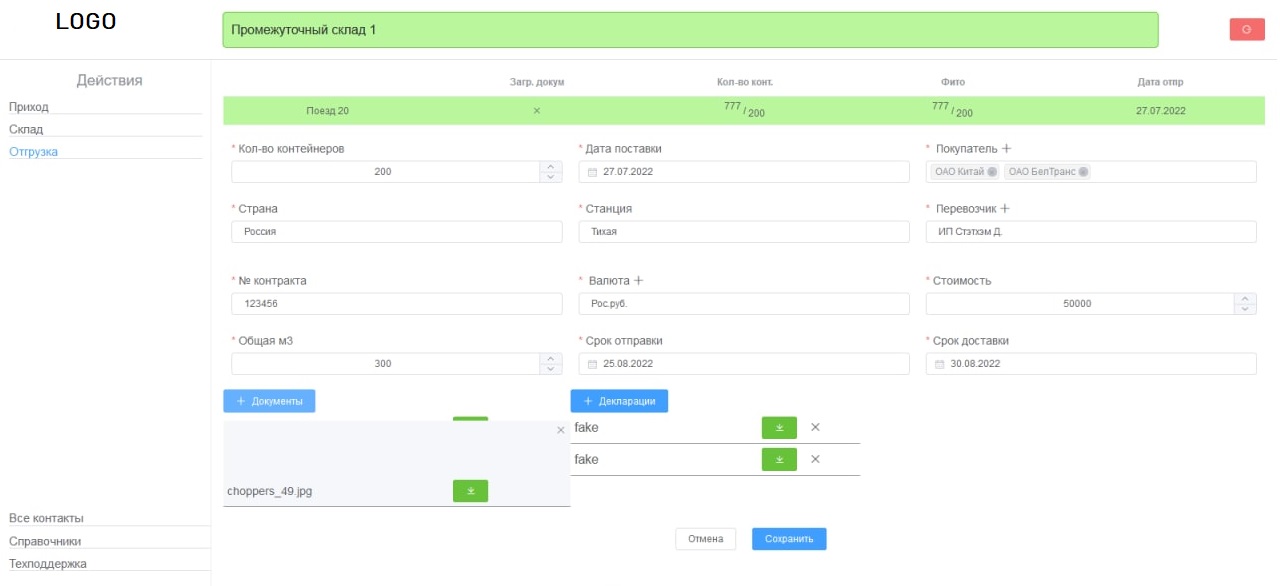 LOGO
Промежуточный склад 1
Действия
Приход
Склад
Отгрузка
Загр. докум Кол-во конт. Фито Дата отпр
Поезд 20 × 777 / 200 777 / 200 27.07.2022
* Кол-во контейнеров * Дата поставки * Покупатель +
200 27.07.2022 ОАО Китай ОАО БелТранс
* Страна * Станция * Перевозчик +
Россия Тихая ИП Стэтхэм Д.
* № контракта * Валюта + * Стоимость
123456 Рос.руб. 50000
* Общая м3 * Срок отправки * Срок доставки
300 25.08.2022 30.08.2022
+ Документы + Декларации
fake
fake
choppers_49.jpg
Отмена Сохранить
Все контакты
Справочники
Техподдержка